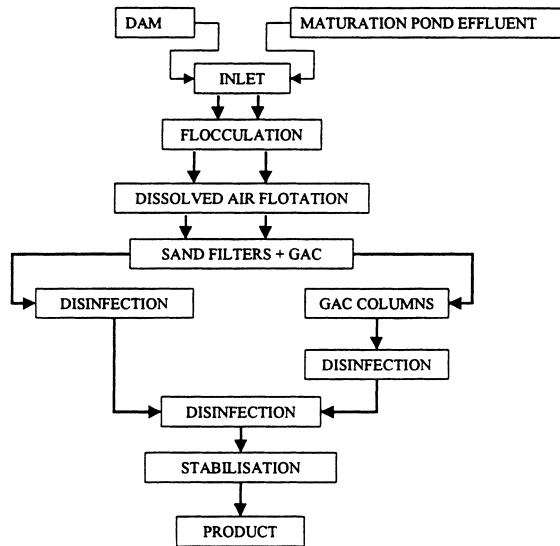 DAM
MATURATION POND EFFLUENT
INLET
FLOCCULATION
DISSOLVED AIR FLOTATION
SAND FILTERS + GAC
DISINFECTION
GAC COLUMNS
DISINFECTION
DISINFECTION
STABILISATION
PRODUCT